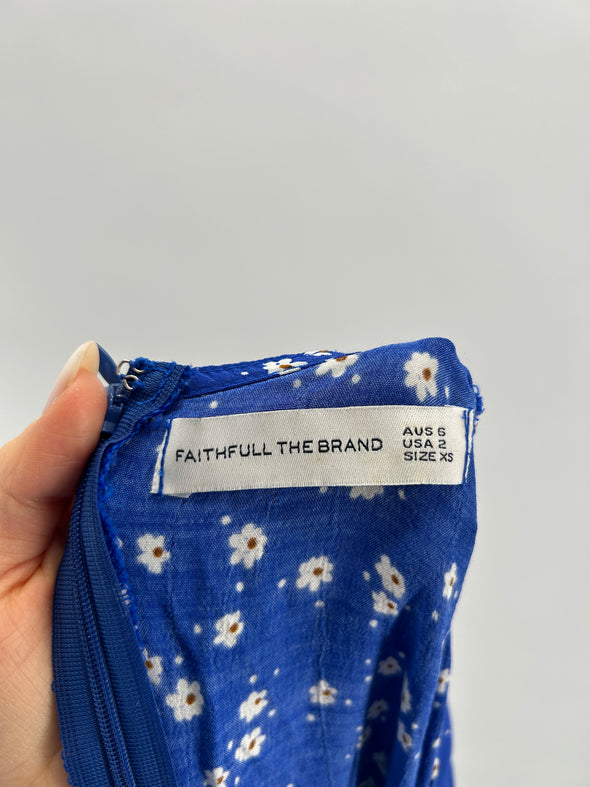 FAITHFULL THE BRAND
AUS 6
USA 2
SIZE XS